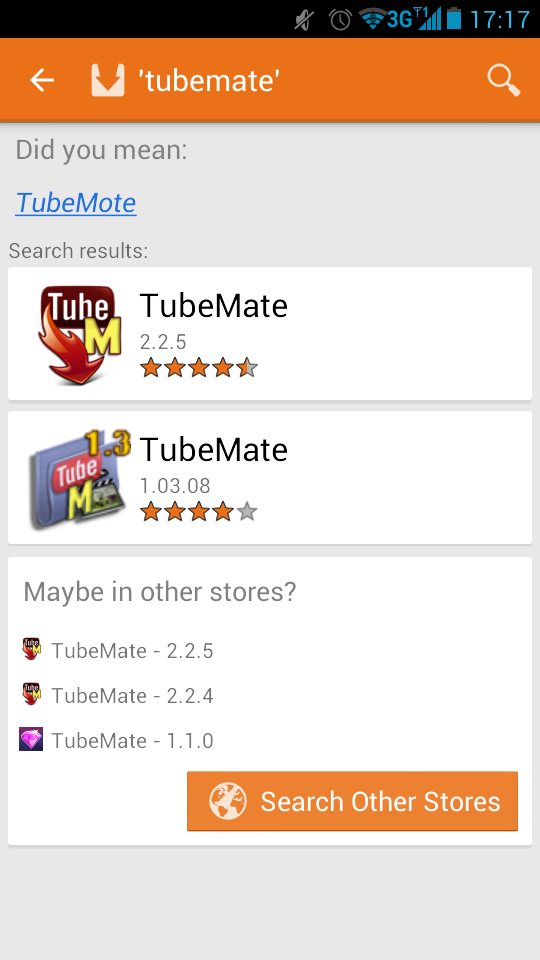 3G 1 17:17
'tubemate'
Did you mean:
TubeMote
Search results:
Tube
M
TubeMate
2.2.5
1.3
Tube
M
TubeMate
1.03.08
Maybe in other stores?
TubeMate - 2.2.5
TubeMate - 2.2.4
TubeMate - 1.1.0
Search Other Stores